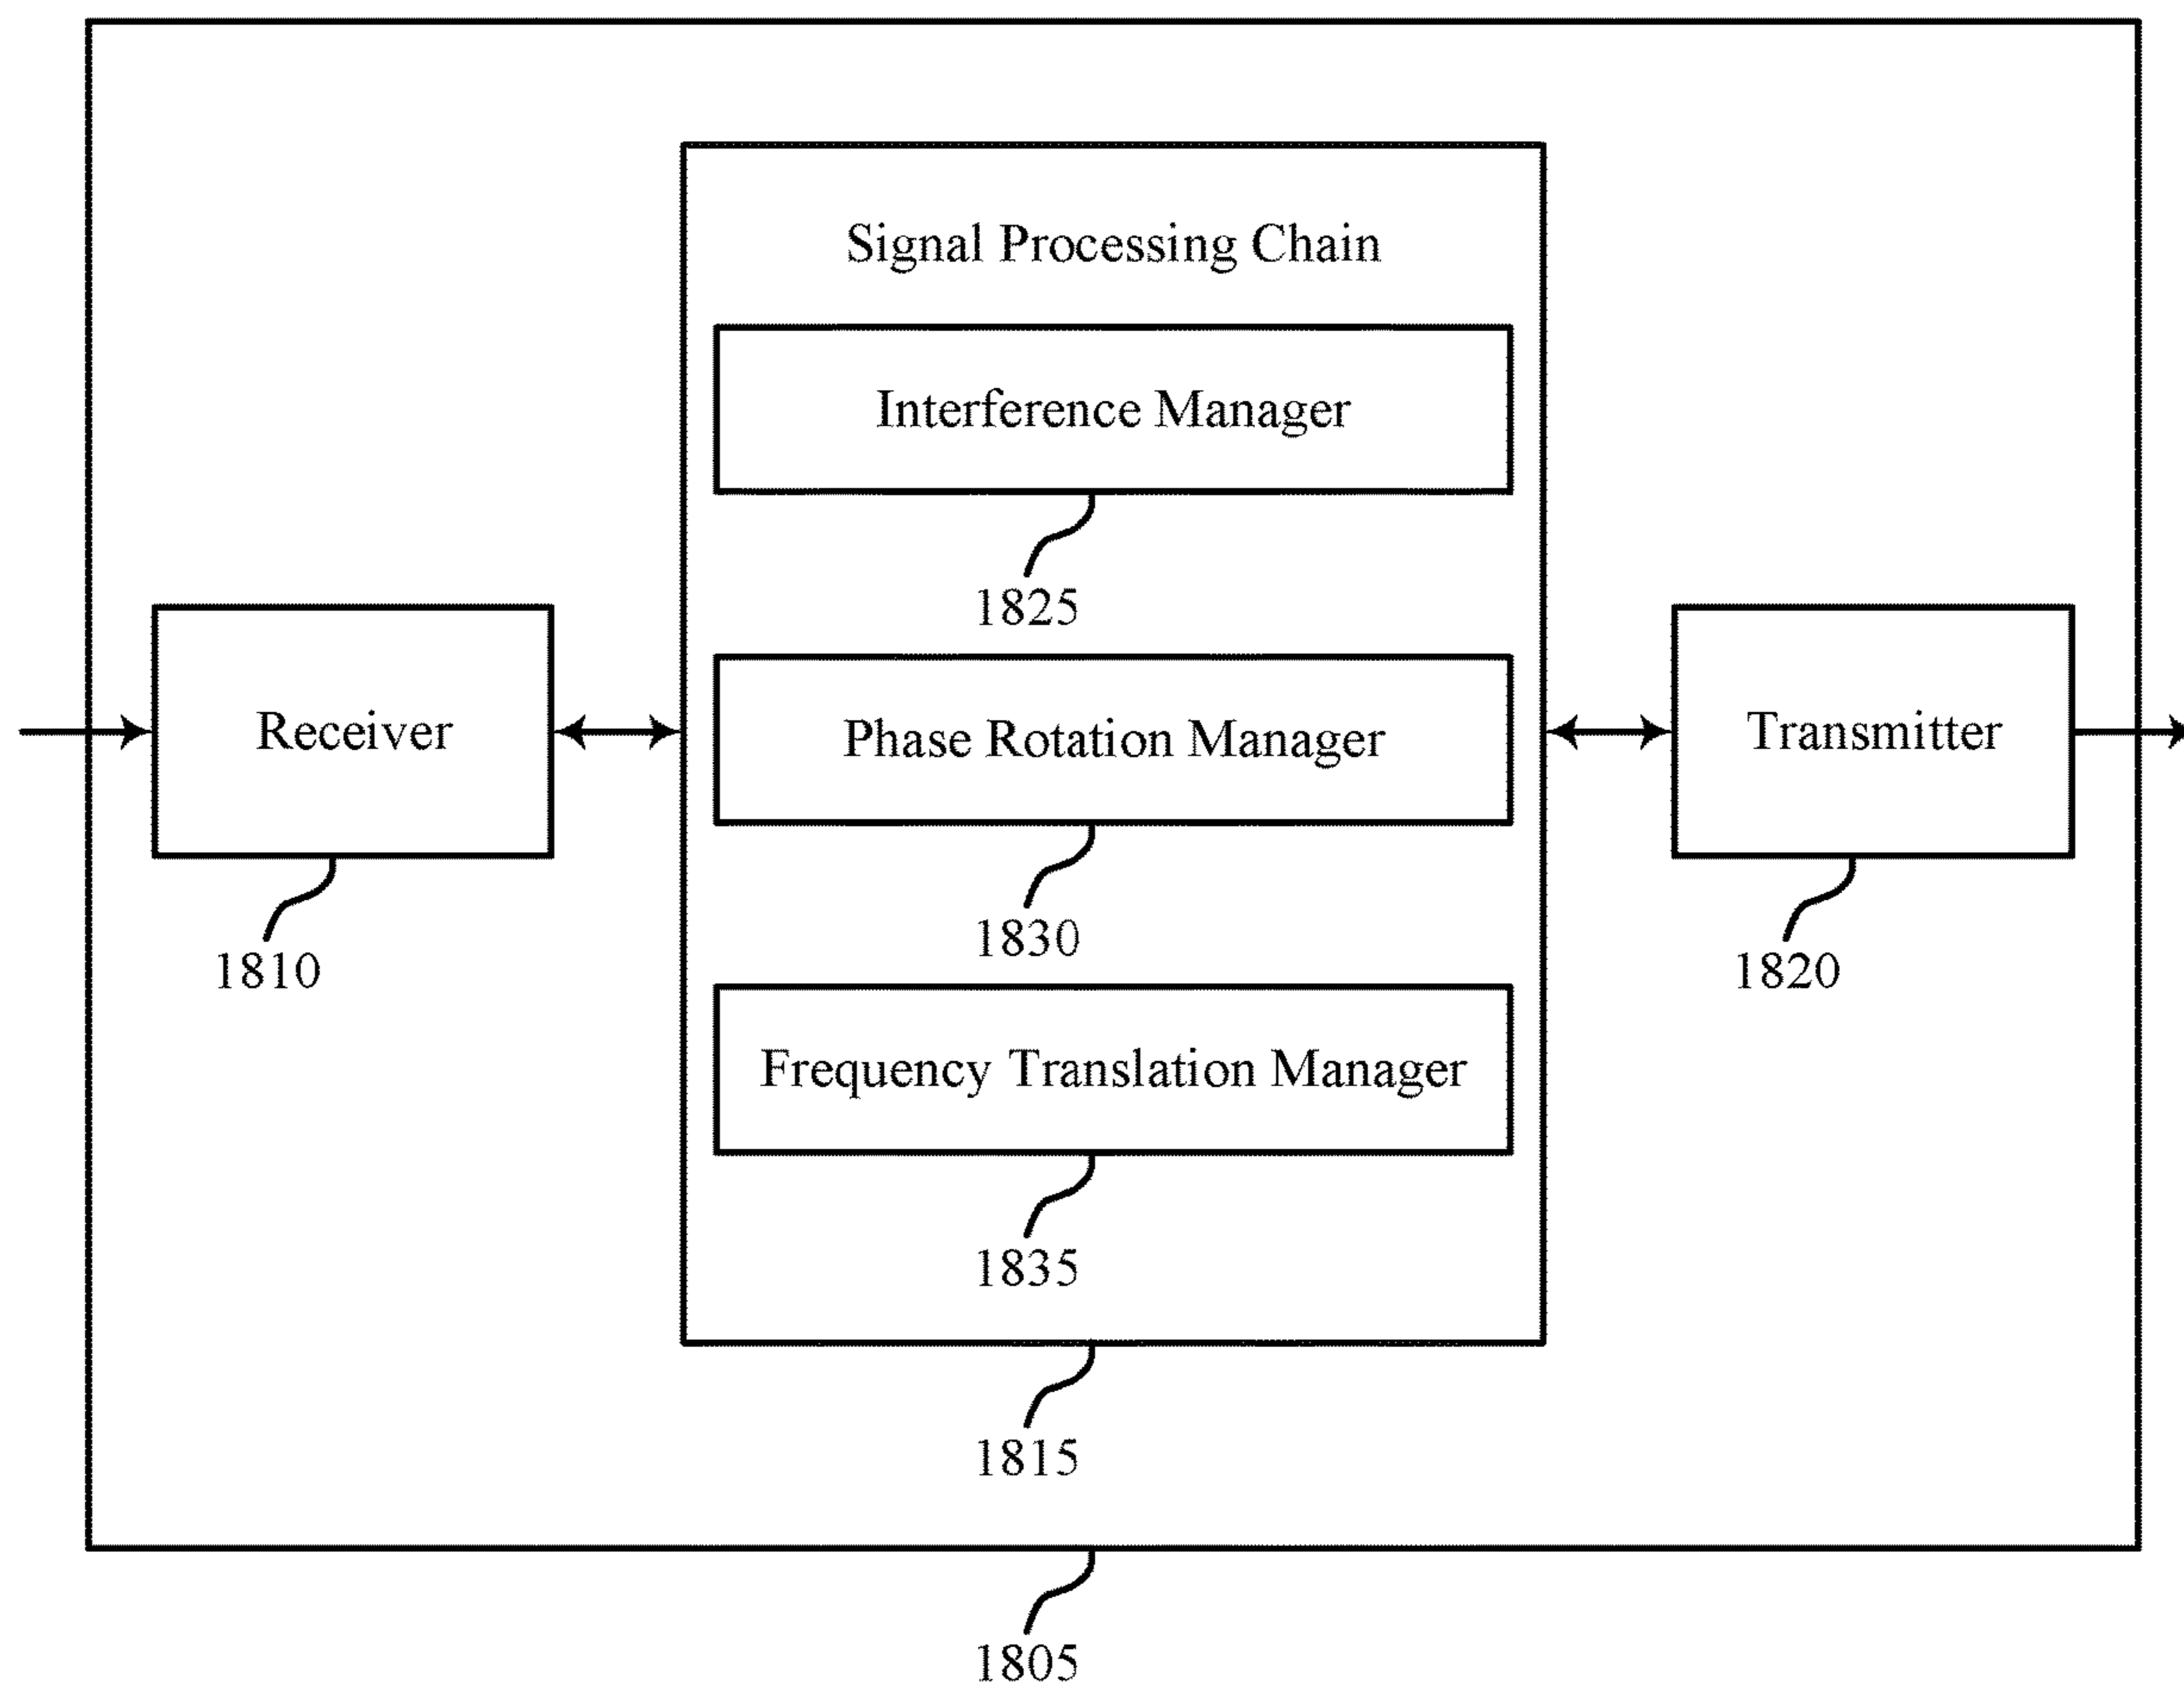 Signal Processing Chain
Interference Manager
1825
Receiver
Phase Rotation Manager
Transmitter
1810
1830
1820
Frequency Translation Manager
1835
1815
1805